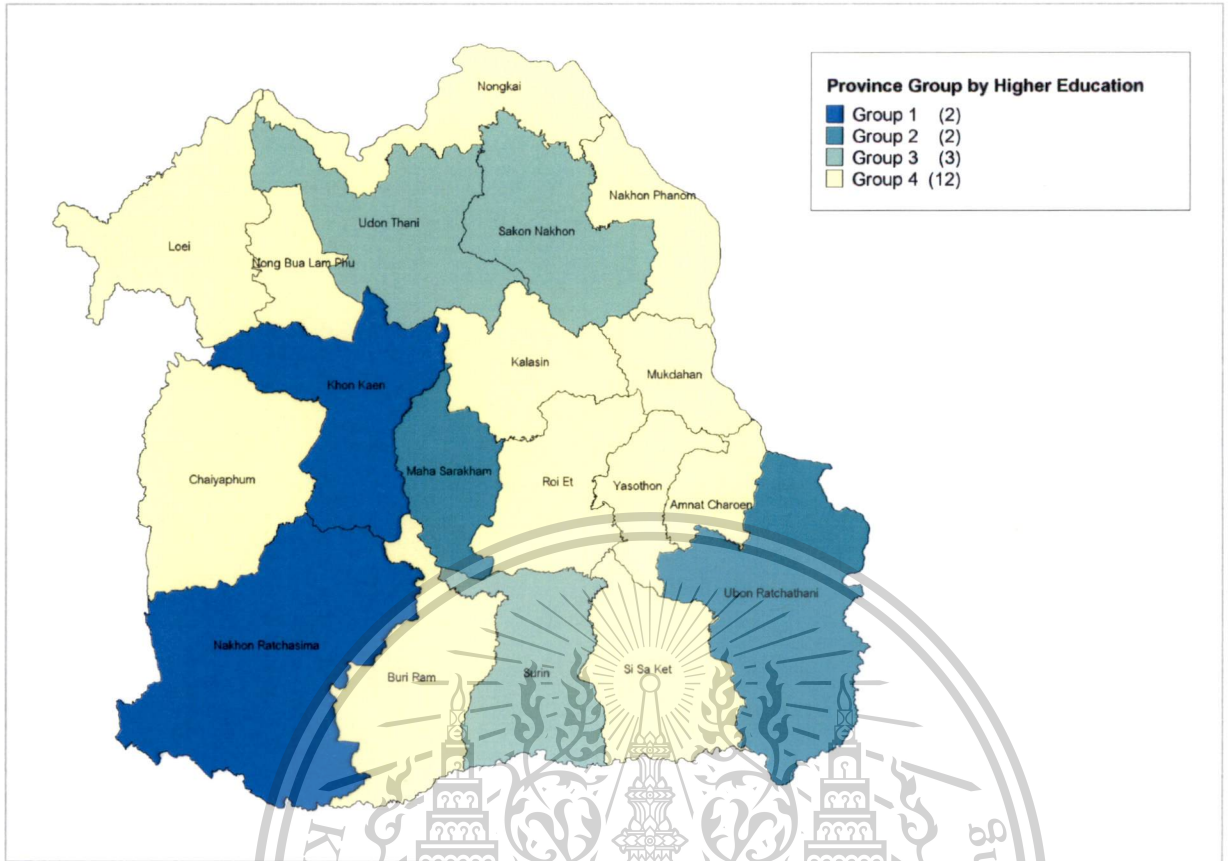 Province Group by Higher Education
Group 1 (2)
Group 2 (2)
Group 3 (3)
Group 4 (12)
Nongkai
Nakhon Phanom
Udon Thani
Sakon Nakhon
Loei
Nong Bua Lam Phu
Kalasin
Mukdahan
Khon Kaen
Maha Sarakham
Chaiyaphum
Roi Et
Yasothon
Amnat Charoen
Ubon Ratchathani
Nakhon Ratchasima
Buri Ram
Surin
Si Sa Ket